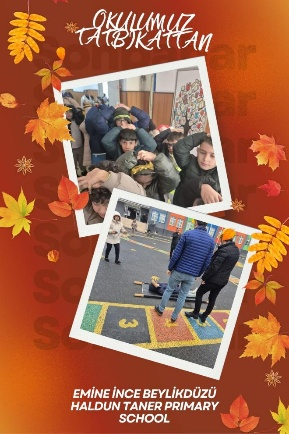 OKULUMUZ
TATBİKATTAN
EMİNE İNCE BEYLİKDÜZÜ
HALDUN TANER PRIMARY
SCHOOL